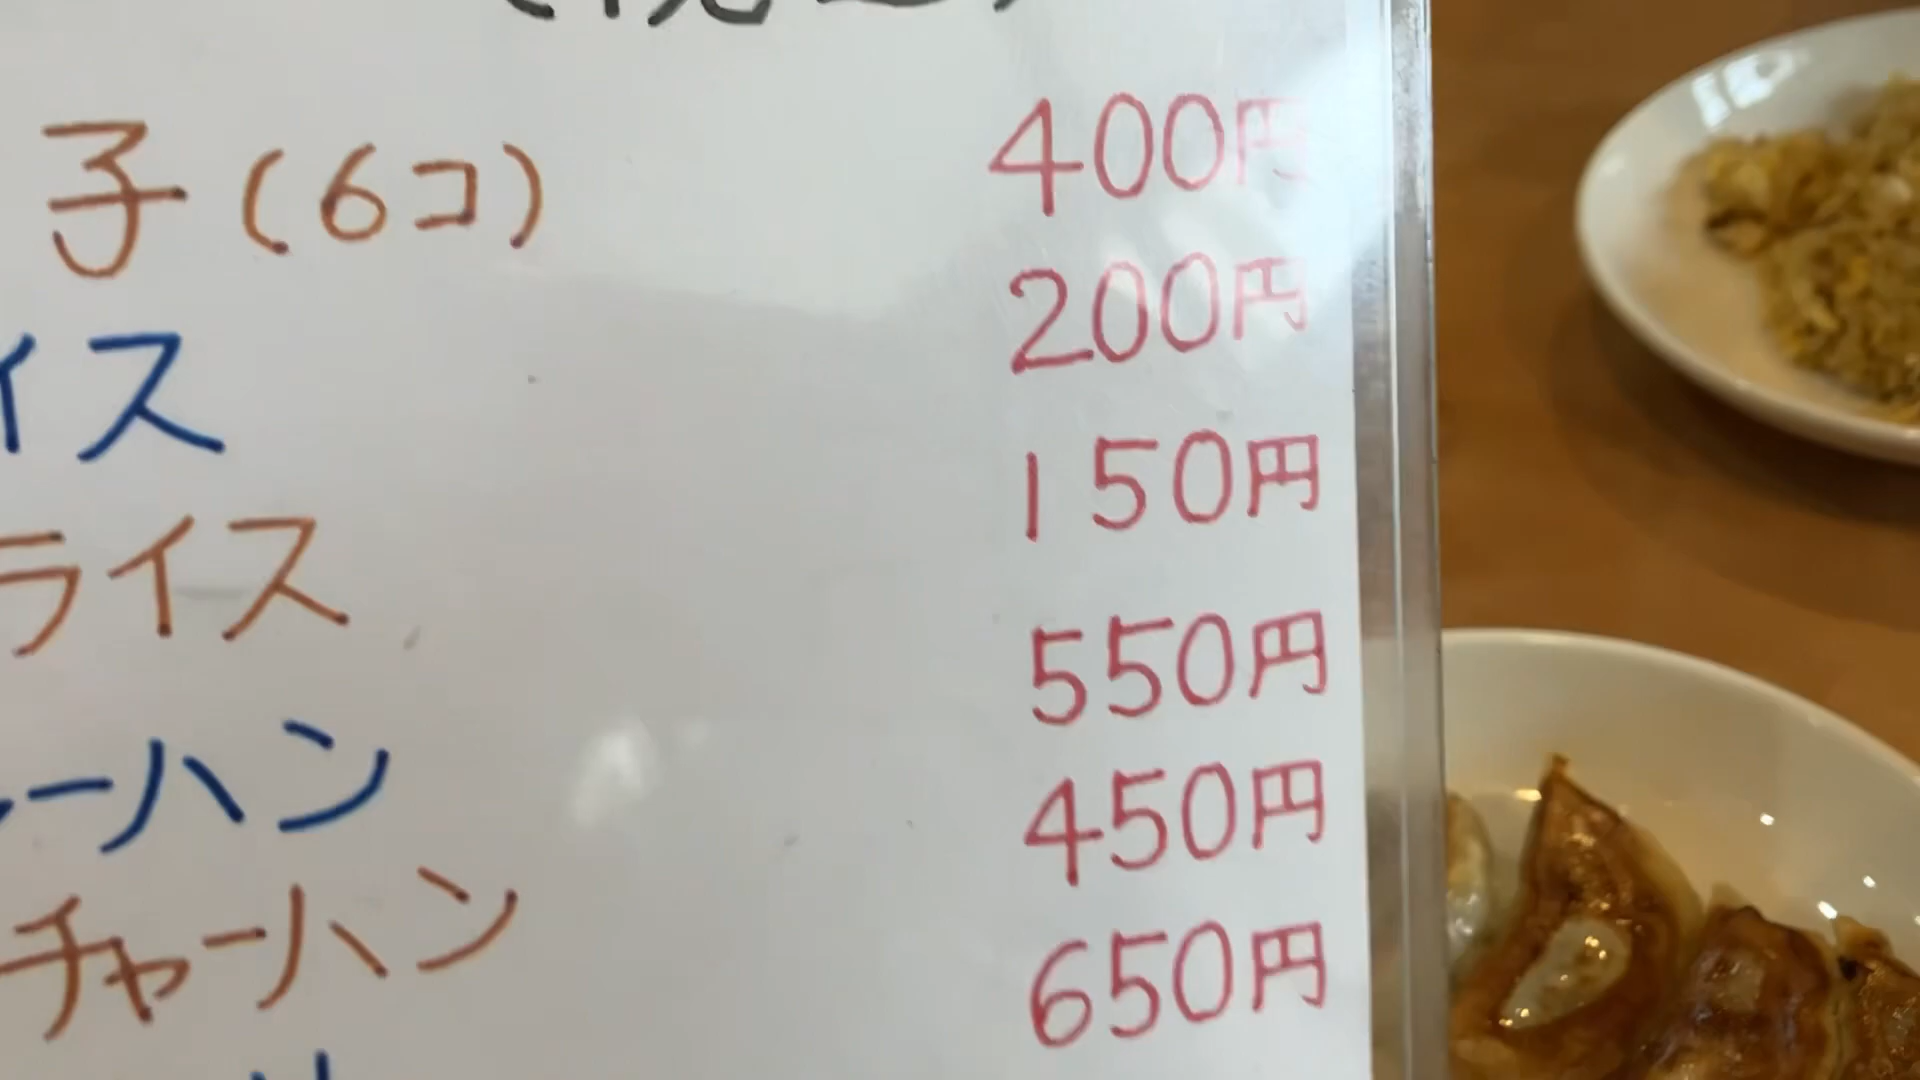 子(6コ) 400円
イス 200円
ライス 150円
ーハン 550円
チャーハン 450円
650円